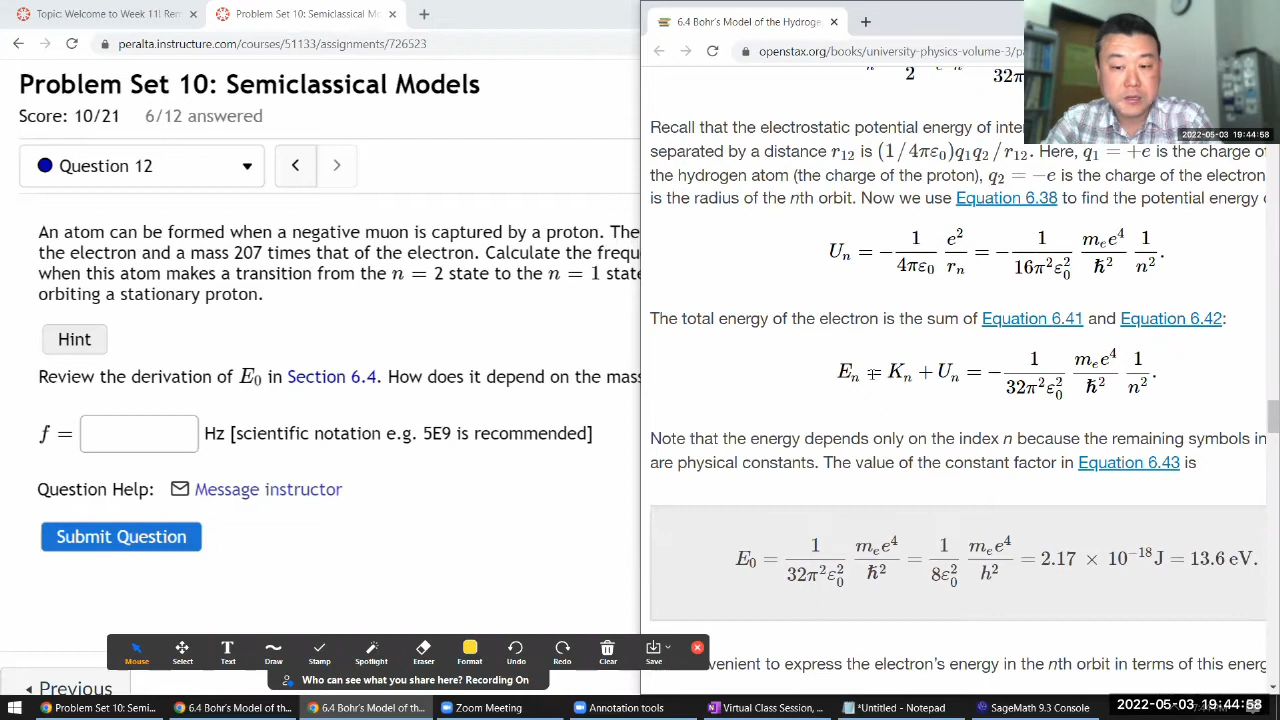 Topic: Welcome to Week 11! Rem
Problem Set 10: Semiclassical M
peralta.instructure.com/courses/51133/assignments/726523
Problem Set 10: Semiclassical Models
Score: 10/21 6/12 answered
Question 12
An atom can be formed when a negative muon is captured by a proton. The
the electron and a mass 207 times that of the electron. Calculate the frequ
when this atom makes a transition from the n = 2 state to the n = 1 state
orbiting a stationary proton.
Hint
Review the derivation of E₀ in Section 6.4. How does it depend on the mass
f = Hz [scientific notation e.g. 5E9 is recommended]
Question Help: Message instructor
Submit Question
Previous
6.4 Bohr's Model of the Hydroge
openstax.org/books/university-physics-volume-3/pa
2 32π
Recall that the electrostatic potential energy of inter
separated by a distance r₁₂ is (1/4πε₀)q₁q₂/r₁₂. Here, q₁ = +e is the charge of
the hydrogen atom (the charge of the proton), q₂ = −e is the charge of the electron
is the radius of the nth orbit. Now we use Equation 6.38 to find the potential energy
Uₙ = −1/4πε₀ e²/rₙ = −1/16π²ε₀² mₑe⁴/ℏ² 1/n².
The total energy of the electron is the sum of Equation 6.41 and Equation 6.42:
Eₙ = Kₙ + Uₙ = −1/32π²ε₀² mₑe⁴/ℏ² 1/n².
Note that the energy depends only on the index n because the remaining symbols in
are physical constants. The value of the constant factor in Equation 6.43 is
E₀ = 1/32π²ε₀² mₑe⁴/ℏ² = 1/8ε₀² mₑe⁴/h² = 2.17 × 10⁻¹⁸ J = 13.6 eV.
venient to express the electron's energy in the nth orbit in terms of this energ
2022-05-03 19:44:58
Mouse Select Text Draw Stamp Spotlight Eraser Format Undo Redo Clear Save
Who can see what you share here? Recording On
Problem Set 10: Semi... 6.4 Bohr's Model of th... 6.4 Bohr's Model of th... Zoom Meeting Annotation tools Virtual Class Session, ... *Untitled - Notepad SageMath 9.3 Console
2022-05-03 19:44:58